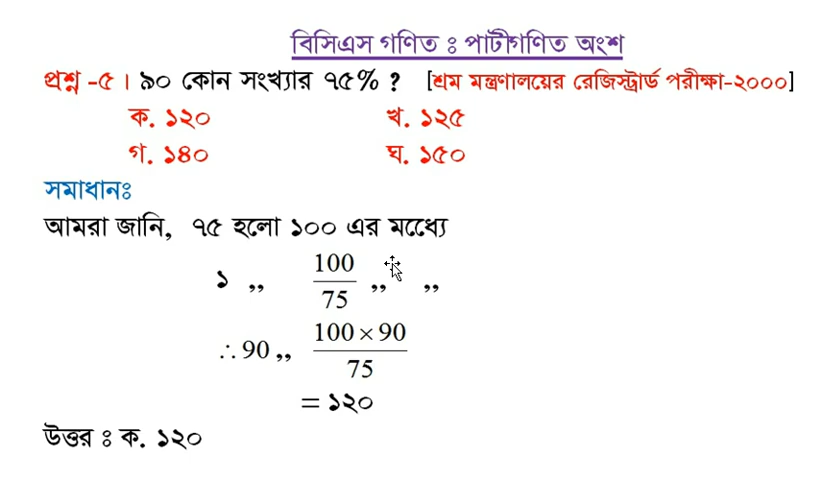 বিসিএস গণিত ঃ পাটীগণিত অংশ
প্রশ্ন -৫। ৯০ কোন সংখ্যার ৭৫% ? [শ্রম মন্ত্রণালয়ের রেজিস্ট্রার্ড পরীক্ষা-২০০০]
ক. ১২০ খ. ১২৫
গ. ১৪০ ঘ. ১৫০
সমাধানঃ
আমরা জানি, ৭৫ হলো ১০০ এর মধ্যে
১ ,, 100/75 ,, ,,
∴ 90 ,, 100 × 90/75
= ১২০
উত্তর ঃ ক. ১২০